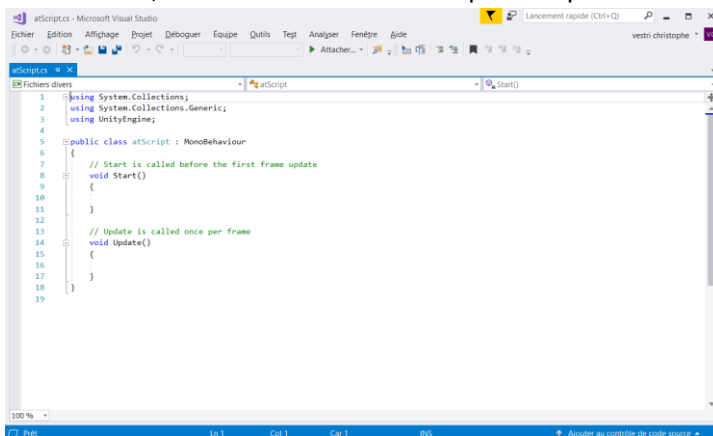 atScript.cs - Microsoft Visual Studio
Lancement rapide (Ctrl+Q)
Fichier Edition Affichage Projet Déboguer Équipe Outils Test Analyser Fenêtre Aide
vestri christophe
Attacher...
atScript.cs
Fichiers divers
atScript
Start()
1 using System.Collections;
2 using System.Collections.Generic;
3 using UnityEngine;
4
5 public class atScript : MonoBehaviour
6 {
7 // Start is called before the first frame update
8 void Start()
9 {
10
11 }
12
13 // Update is called once per frame
14 void Update()
15 {
16
17 }
18 }
19
100 %
Prêt Ln 1 Col 1 Car 1 INS Ajouter au contrôle de code source